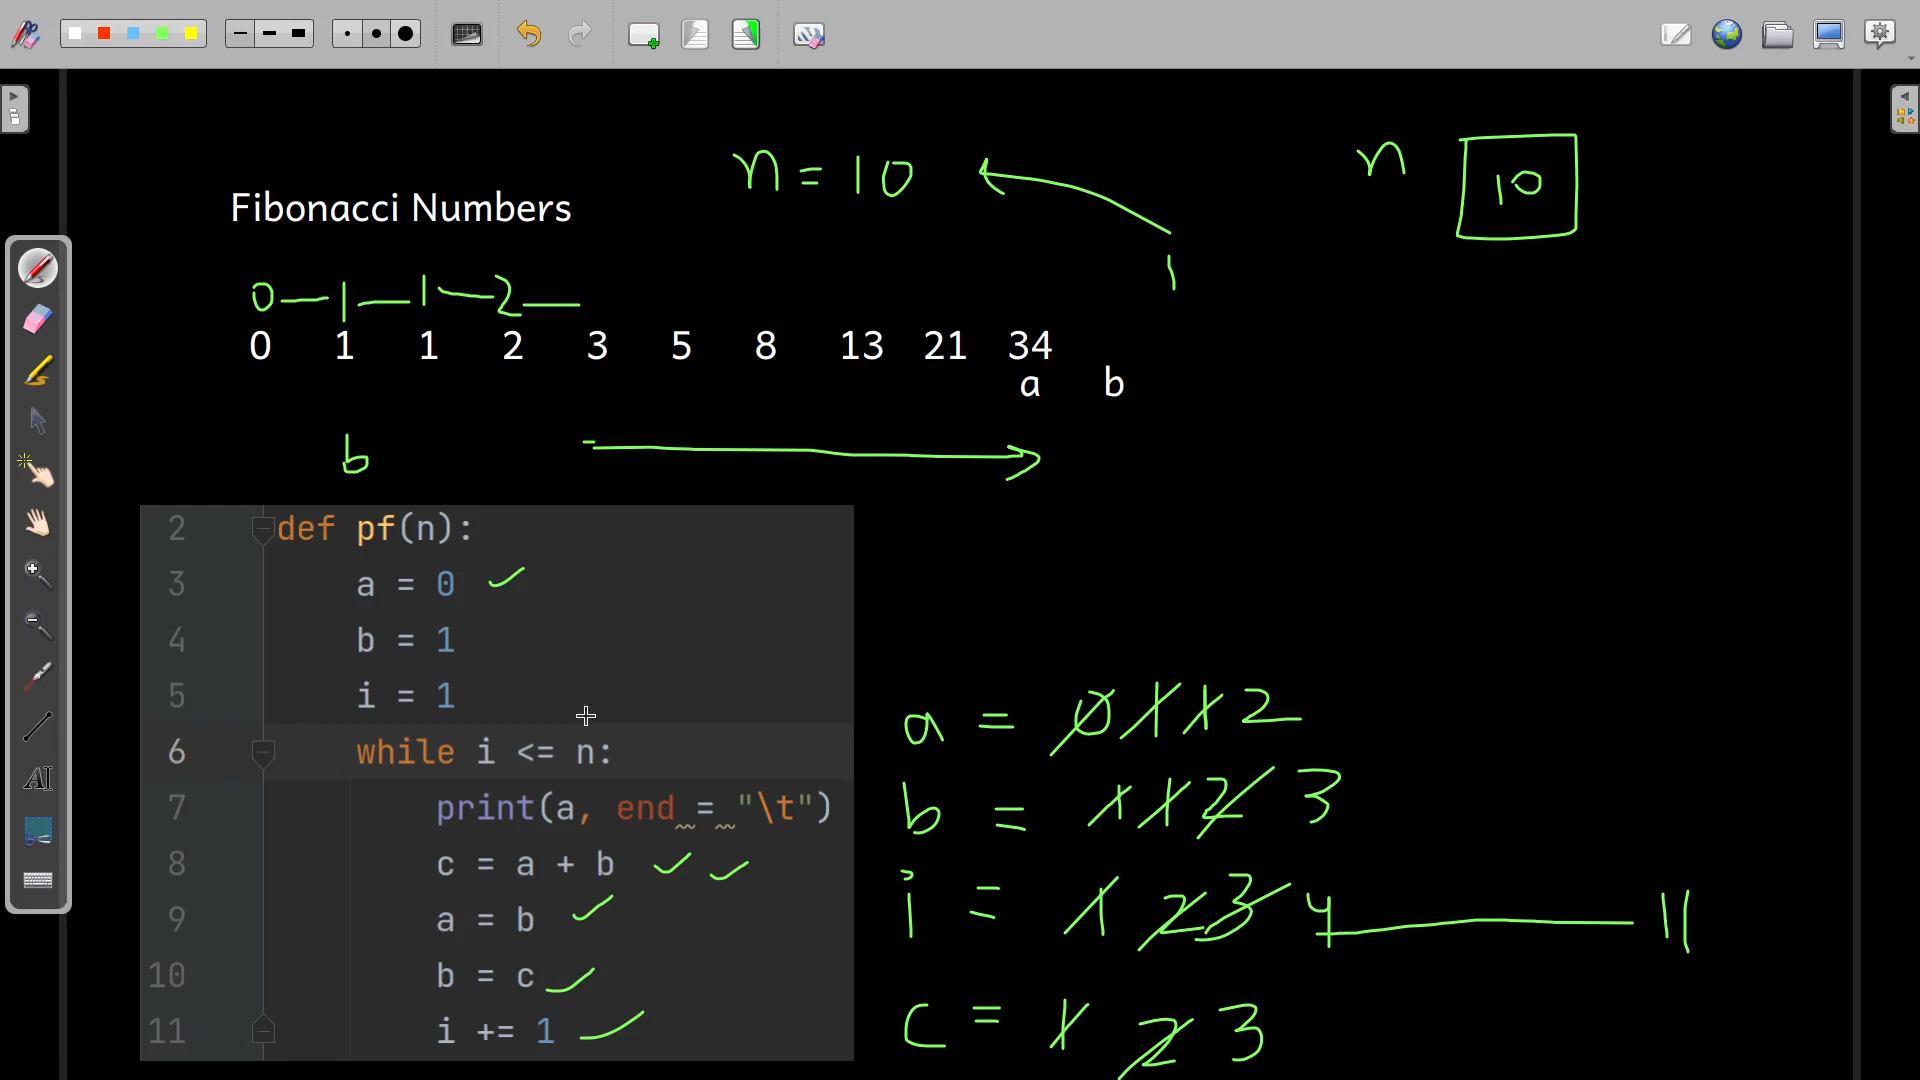 n = 10
n 10
Fibonacci Numbers
1
0 1 1 2
0 1 1 2 3 5 8 13 21 34
a b
b
2 def pf(n):
3 a = 0
4 b = 1
5 i = 1
6 while i <= n:
7 print(a, end = "\t")
8 c = a + b
9 a = b
10 b = c
11 i += 1
a = 0 1 1 2
b = 1 1 2 3
i = 1 2 3 4 11
c = 1 2 3
AI